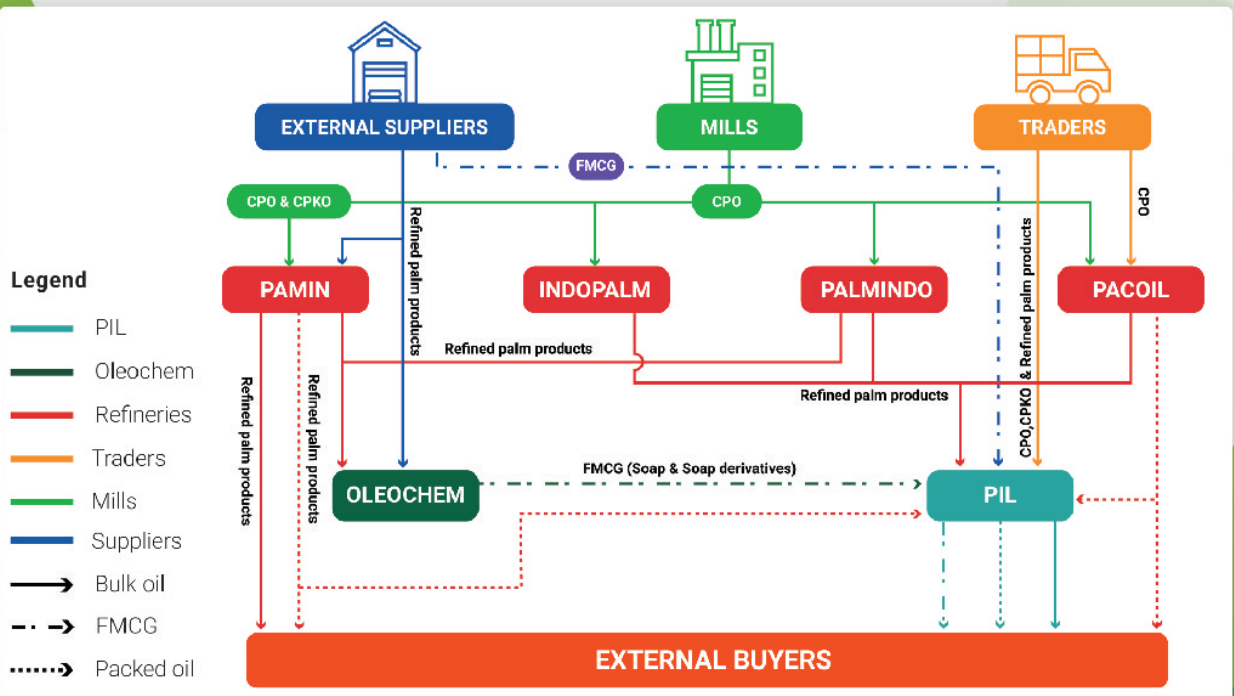 EXTERNAL SUPPLIERS
MILLS
TRADERS
FMCG
CPO & CPKO
CPO
CPO
Refined palm products
CPO,CPKO & Refined palm products
PAMIN
INDOPALM
PALMINDO
PACOIL
Legend
PIL
Oleochem
Refineries
Traders
Mills
Suppliers
Bulk oil
FMCG
Packed oil
Refined palm products
Refined palm products
Refined palm products
Refined palm products
FMCG (Soap & Soap derivatives)
OLEOCHEM
PIL
EXTERNAL BUYERS